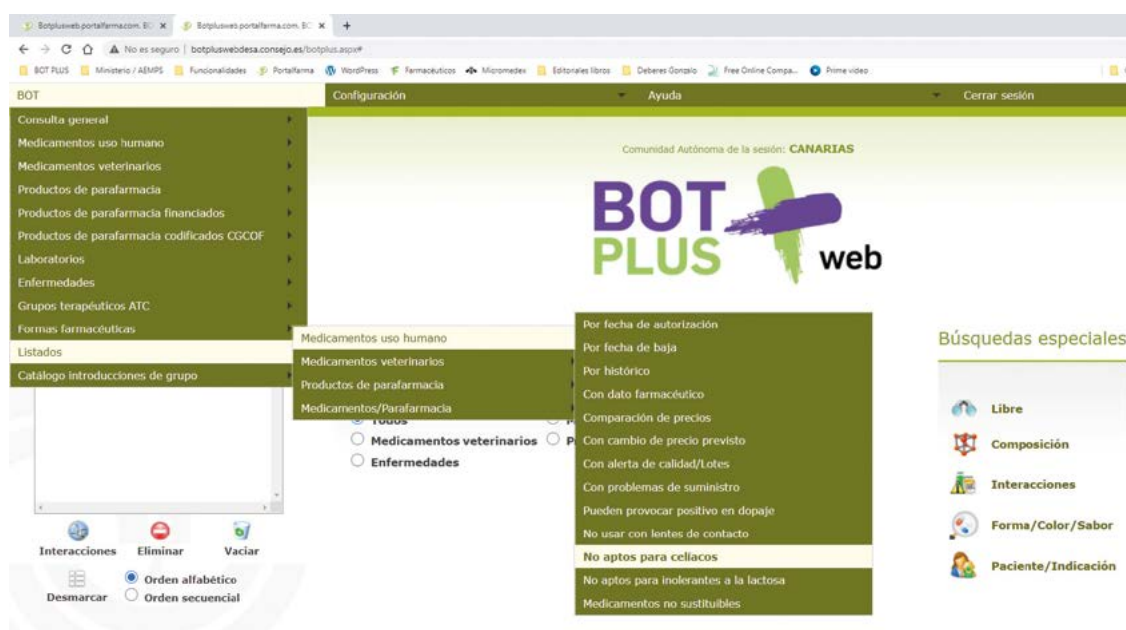 Botplusweb.portalfarma.com. BO
Botplusweb.portalfarma.com. BO
No es seguro | botpluswebdesa.consejo.es/botplus.aspx#
BOT PLUS Ministerio / AEMPS Funcionalidades Portalfarma WordPress Farmacéuticos Micromedex Editoriales libros Deberes Gonzalo Free Online Compa... Prime video
BOT Configuración Ayuda Cerrar sesión
Consulta general
Medicamentos uso humano
Medicamentos veterinarios
Productos de parafarmacia
Productos de parafarmacia financiados
Productos de parafarmacia codificados CGCOF
Laboratorios
Enfermedades
Grupos terapéuticos ATC
Formas farmacéuticas
Listados
Catálogo introducciones de grupo
Comunidad Autónoma de la sesión: CANARIAS
BOT
PLUS web
Medicamentos uso humano
Medicamentos veterinarios
Productos de parafarmacia
Medicamentos/Parafarmacia
Por fecha de autorización
Por fecha de baja
Por histórico
Con dato farmacéutico
Comparación de precios
Con cambio de precio previsto
Con alerta de calidad/Lotes
Con problemas de suministro
Pueden provocar positivo en dopaje
No usar con lentes de contacto
No aptos para celíacos
No aptos para inolerantes a la lactosa
Medicamentos no sustituibles
Todos
Medicamentos veterinarios
Enfermedades
Búsquedas especiales
Libre
Composición
Interacciones
Forma/Color/Sabor
Paciente/Indicación
Interacciones Eliminar Vaciar
Desmarcar
Orden alfabético
Orden secuencial